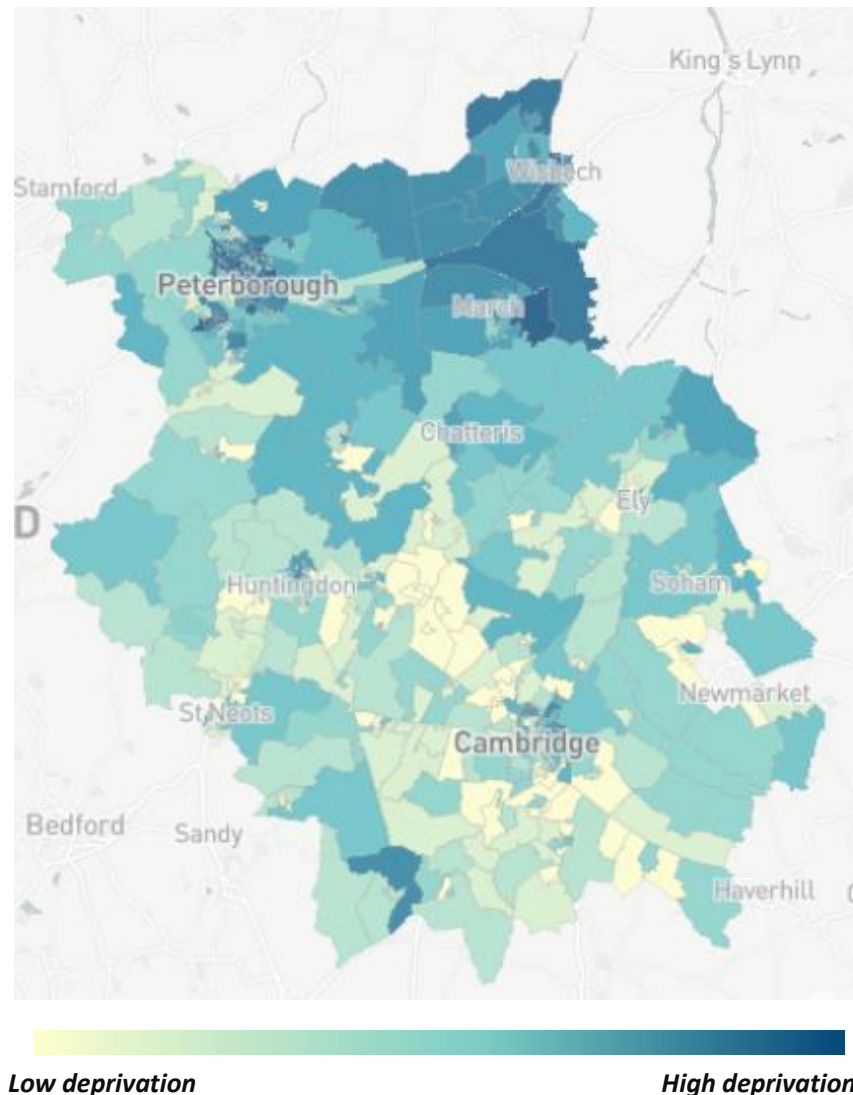 King's Lynn
Wisbech
Stamford
Peterborough
March
Chatteris
D
Ely
Huntingdon
Soham
Newmarket
St Neots
Cambridge
Bedford
Sandy
Haverhill
Low deprivation
High deprivation